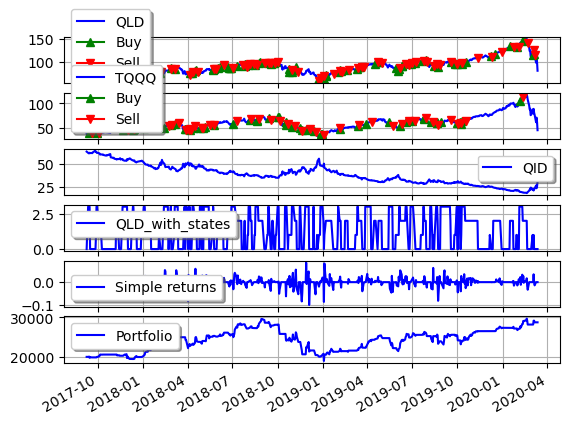 QLD
Buy
Sell
150
100
TQQQ
Buy
Sell
100
50
50
25
QID
2.5
0.0
QLD_with_states
0.0
−0.1
Simple returns
30000
20000
Portfolio
2017-10
2018-01
2018-04
2018-07
2018-10
2019-01
2019-04
2019-07
2019-10
2020-01
2020-04